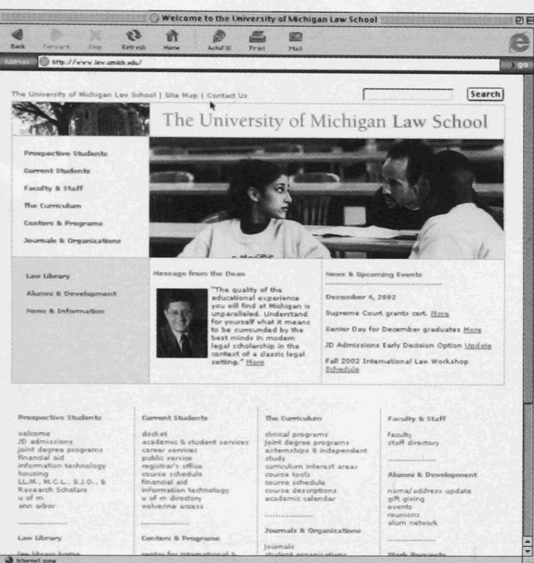 Welcome to the University of Michigan Law School
Back Forward Stop Refresh Home AutoFill Print Mail
Address: http://www.law.umich.edu/ go
The University of Michigan Law School | Site Map | Contact Us
Search
The University of Michigan Law School
Prospective Students
Current Students
Faculty & Staff
The Curriculum
Centers & Programs
Journals & Organizations
Law Library
Alumni & Development
News & Information
Message from the Dean
"The quality of the
educational experience
you will find at Michigan is
unparalleled. Understand
for yourself what it means
to be surrounded by the
best minds in modern
legal scholarship in the
context of a classic legal
setting." More
News & Upcoming Events
December 4, 2002
Supreme Court grants cert. More
Senior Day for December graduates More
JD Admissions Early Decision Option Update
Fall 2002 International Law Workshop
Schedule
Prospective Students
welcome
JD admissions
joint degree programs
financial aid
information technology
housing
LL.M., M.C.L., S.J.D., &
Research Scholars
u of m
ann arbor
Law Library
law library home
Current Students
docket
academic & student services
career services
public service
registrar's office
course schedule
financial aid
information technology
u of m directory
wolverine access
Centers & Programs
center for international &
The Curriculum
clinical programs
joint degree programs
externships & independent
study
curriculum interest areas
course tools
course schedule
course descriptions
academic calendar
Journals & Organizations
journals
student organizations
Faculty & Staff
faculty
staff directory
Alumni & Development
name/address update
gift giving
events
reunions
alum network
Work Requests
Internet zone